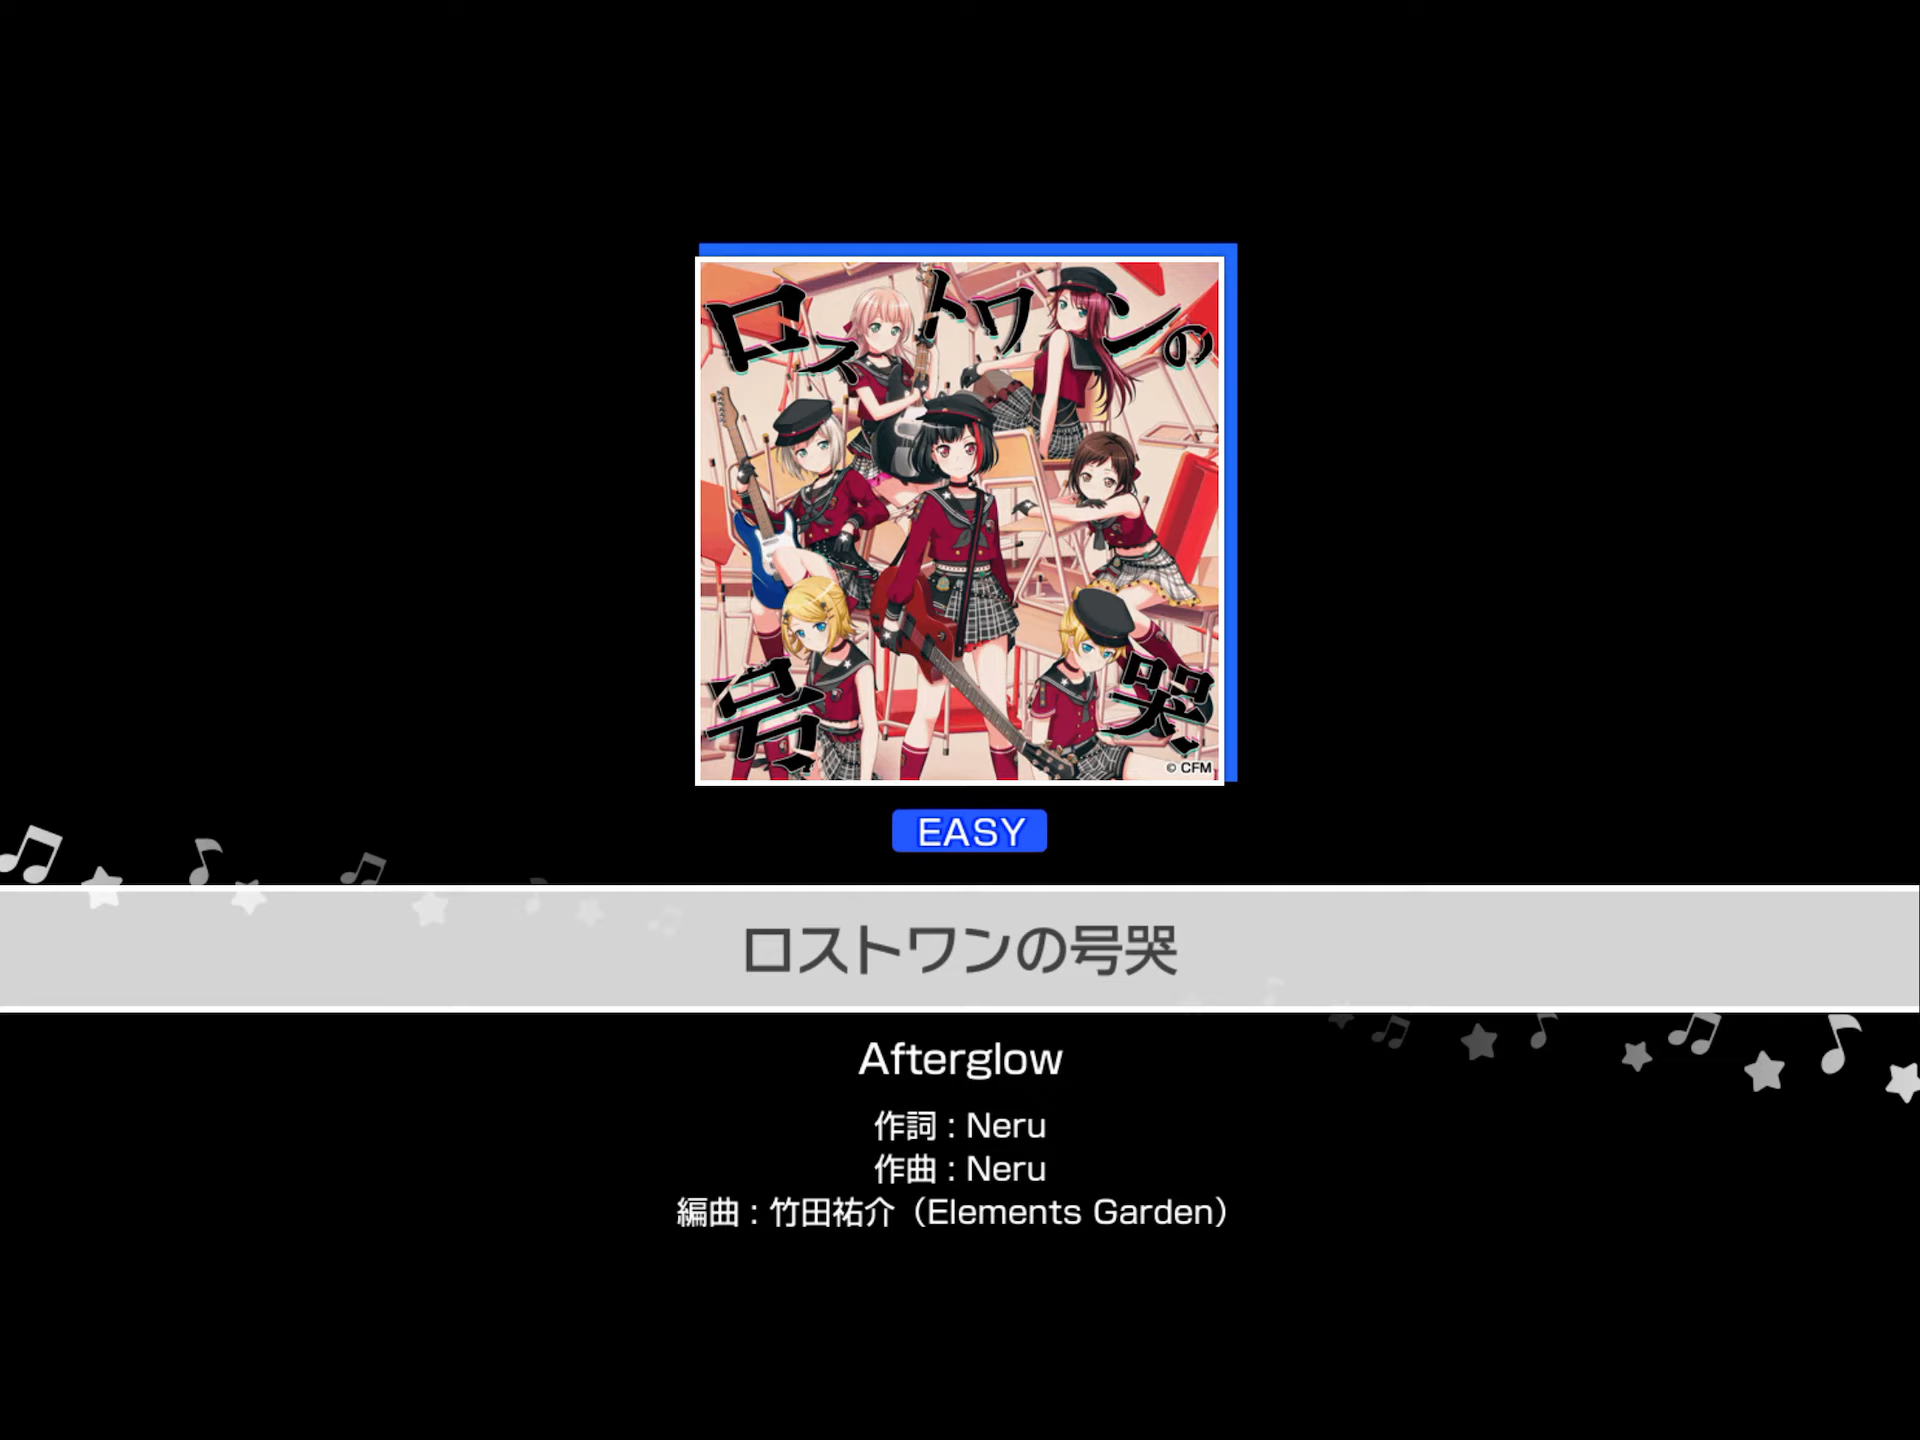 ロストワンの
号哭
© CFM
EASY
ロストワンの号哭
Afterglow
作詞：Neru
作曲：Neru
編曲：竹田祐介（Elements Garden）